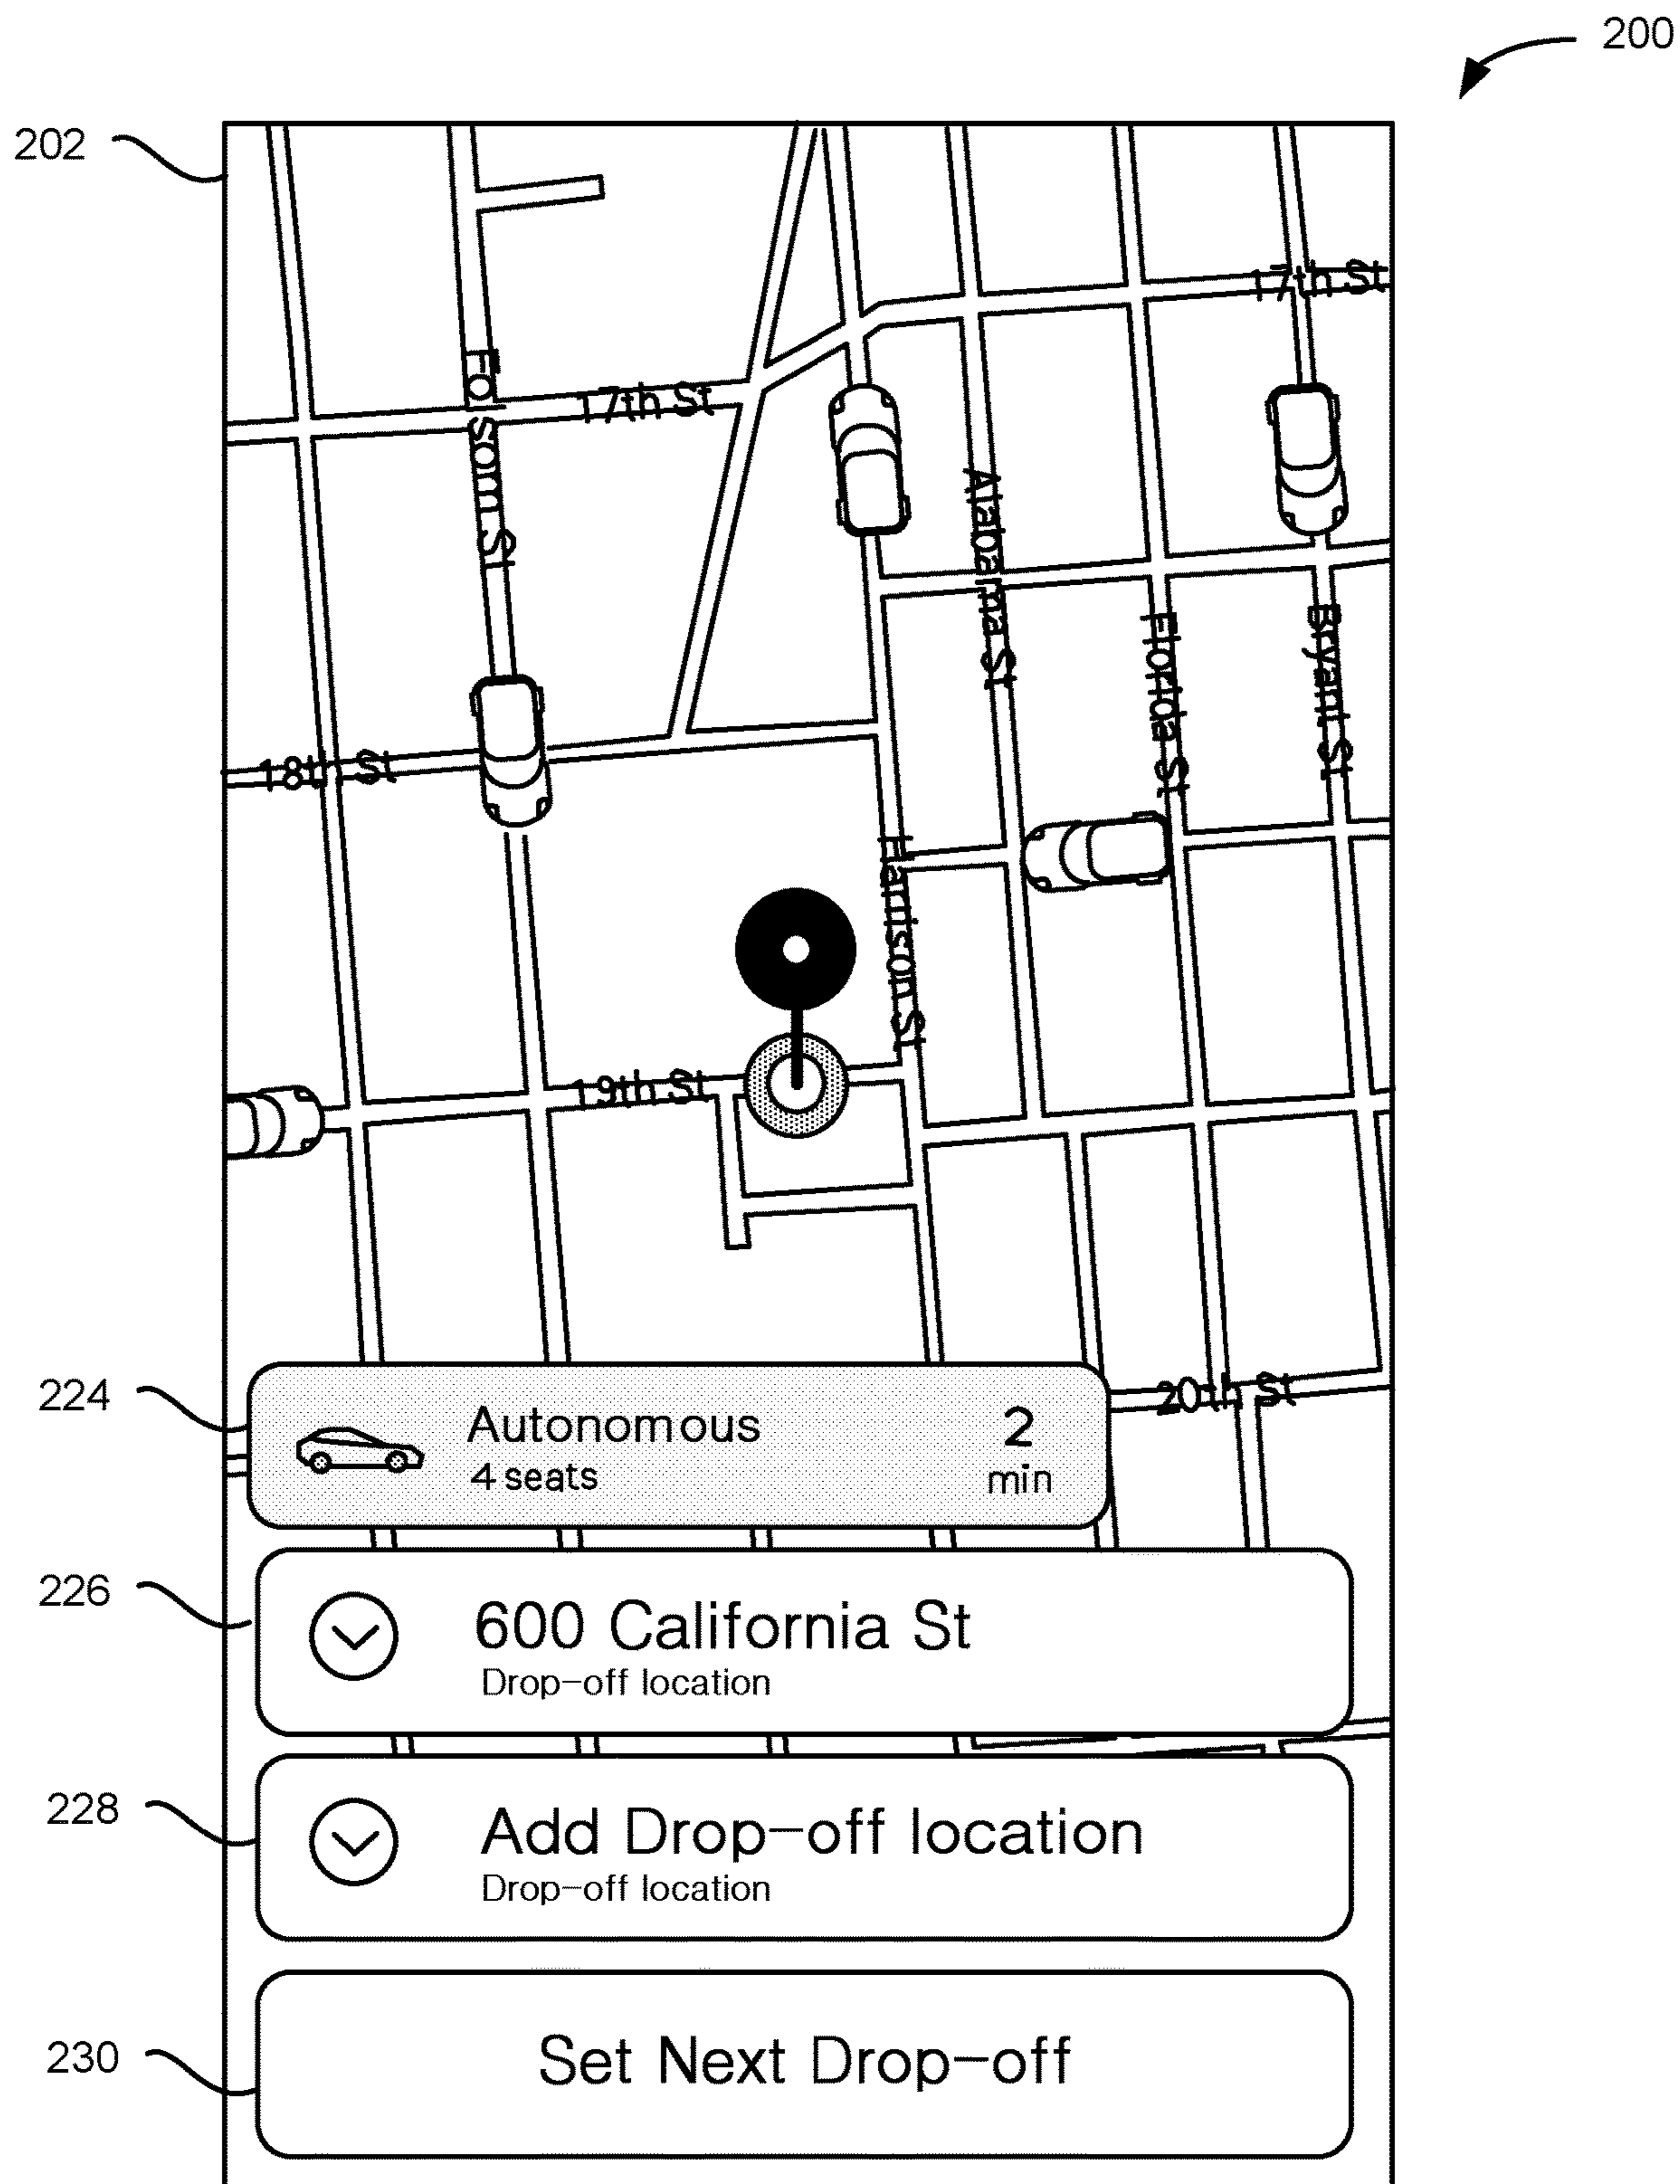 200
202
17th St
Folsom St
17th St
Alabama St
Florida St
Bryant St
18th St
Harrison St
19th St
20th St
224
Autonomous
2
4 seats
min
226
600 California St
Drop-off location
228
Add Drop-off location
Drop-off location
230
Set Next Drop-off